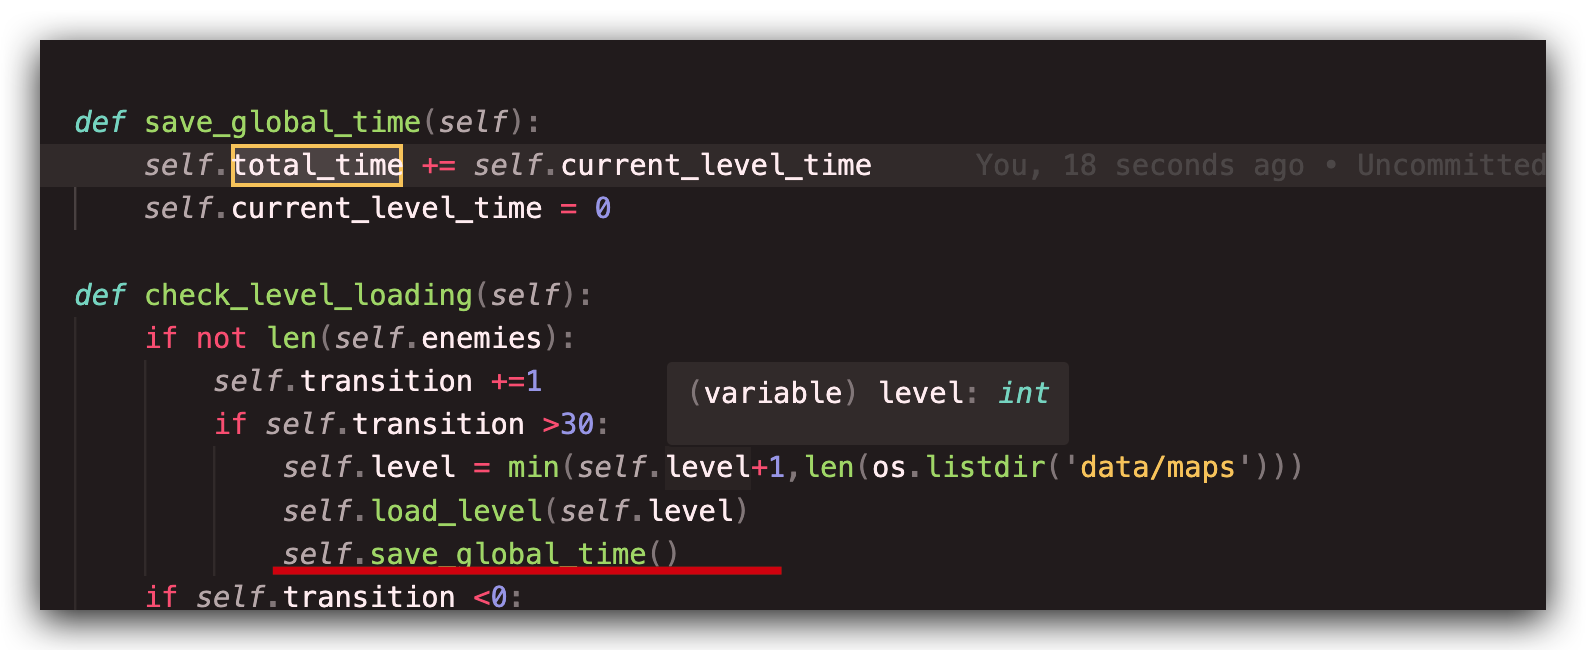 def save_global_time(self):
self.total_time += self.current_level_time You, 18 seconds ago • Uncommitted
self.current_level_time = 0
def check_level_loading(self):
if not len(self.enemies):
self.transition +=1
(variable) level: int
if self.transition >30:
self.level = min(self.level+1,len(os.listdir('data/maps')))
self.load_level(self.level)
self.save_global_time()
if self.transition <0: